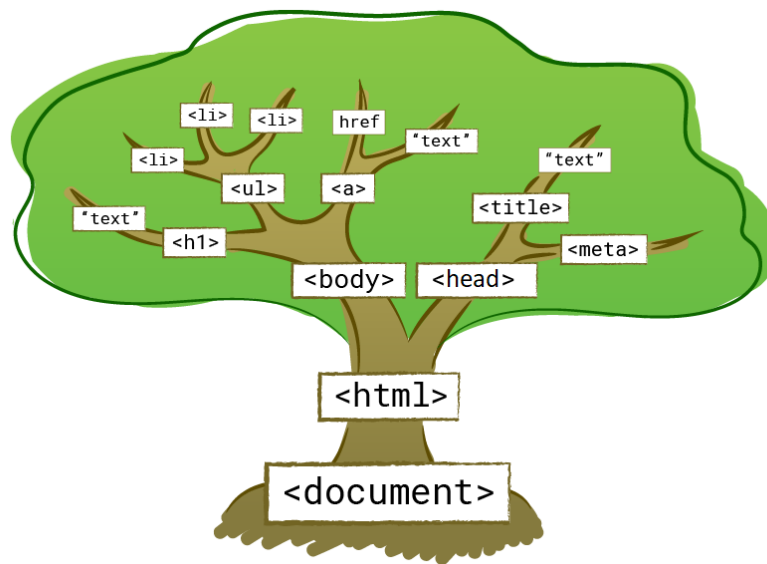 <li>
<li>
href
"text"
<li>
"text"
<ul>
<a>
"text"
<title>
<h1>
<meta>
<body>
<head>
<html>
<document>